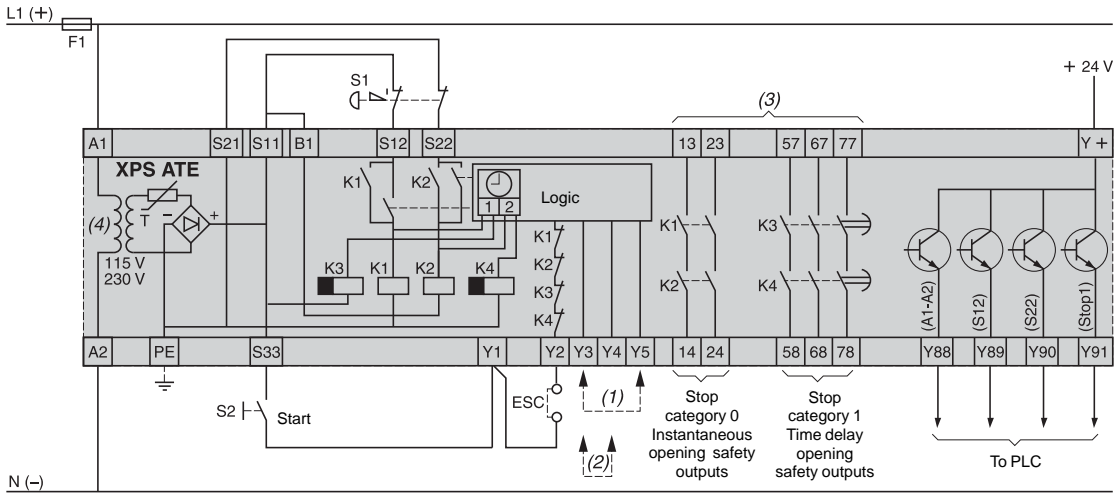 L1 (+)
F1
+ 24 V
S1
(3)
A1 S21 S11 B1 S12 S22 13 23 57 67 77 Y +
XPS ATE
K1 K2 Logic
(4) T − + 1 2
K1 K1 K3
115 V
230 V
K3 K1 K2 K4 K2
K3 K2 K4
K4
(A1-A2) (S12) (S22) (Stop1)
A2 PE S33 Y1 Y2 Y3 Y4 Y5 14 24 58 68 78 Y88 Y89 Y90 Y91
S2 Start
ESC (1)
(2)
Stop
category 0
Instantaneous
opening safety
outputs
Stop
category 1
Time delay
opening
safety outputs
To PLC
N (−)